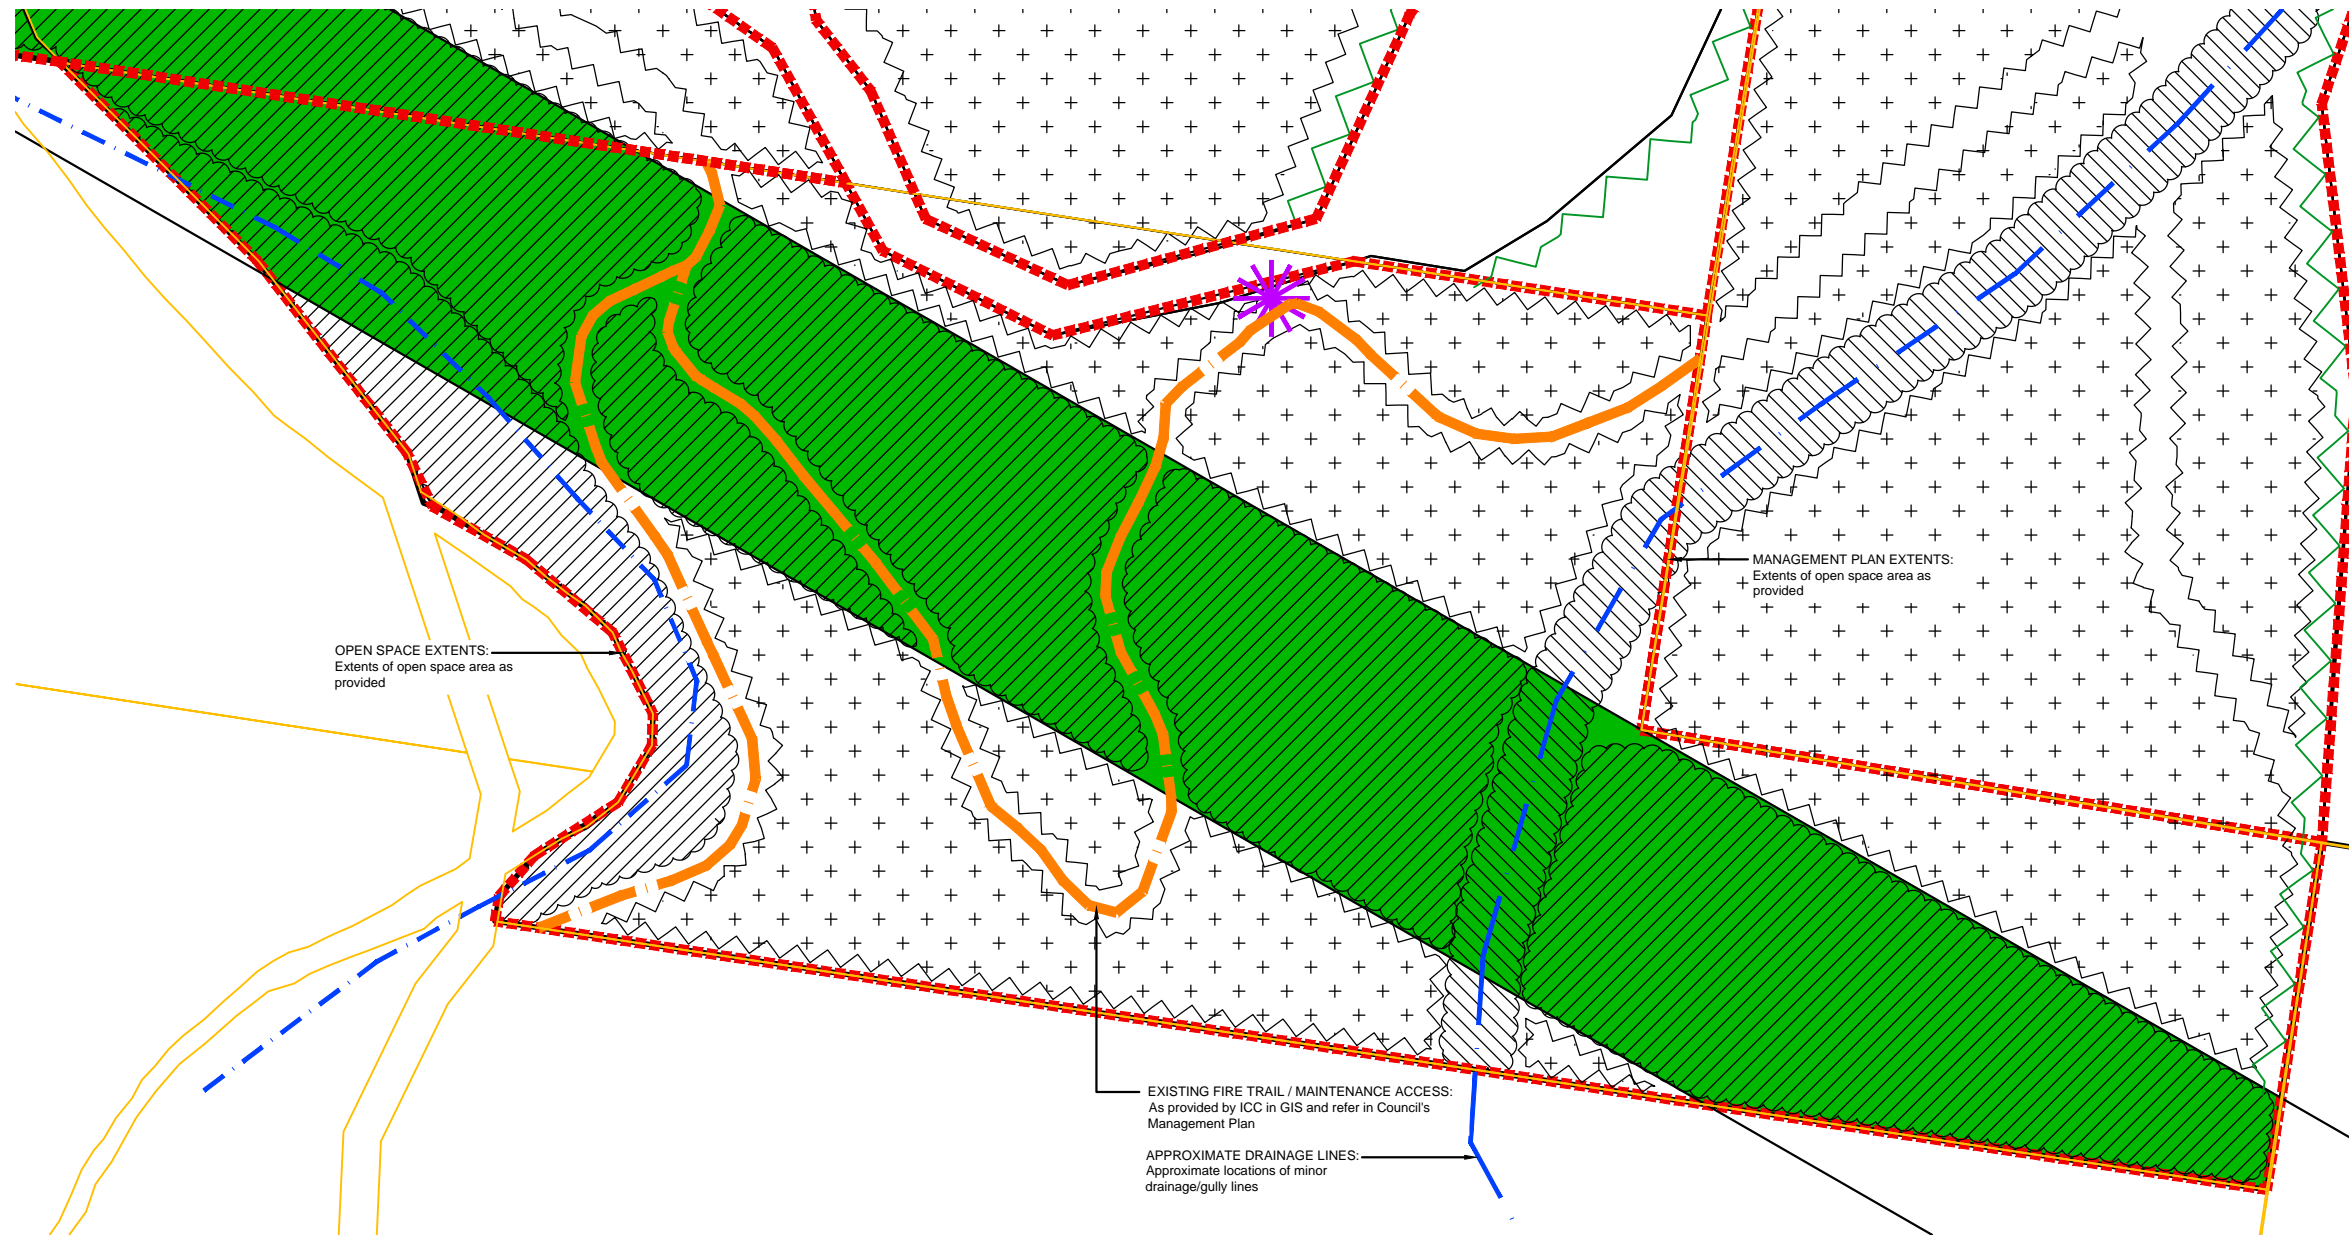 MANAGEMENT PLAN EXTENTS:
Extents of open space area as
provided
OPEN SPACE EXTENTS:
Extents of open space area as
provided
EXISTING FIRE TRAIL / MAINTENANCE ACCESS:
As provided by ICC in GIS and refer in Council's
Management Plan
APPROXIMATE DRAINAGE LINES:
Approximate locations of minor
drainage/gully lines